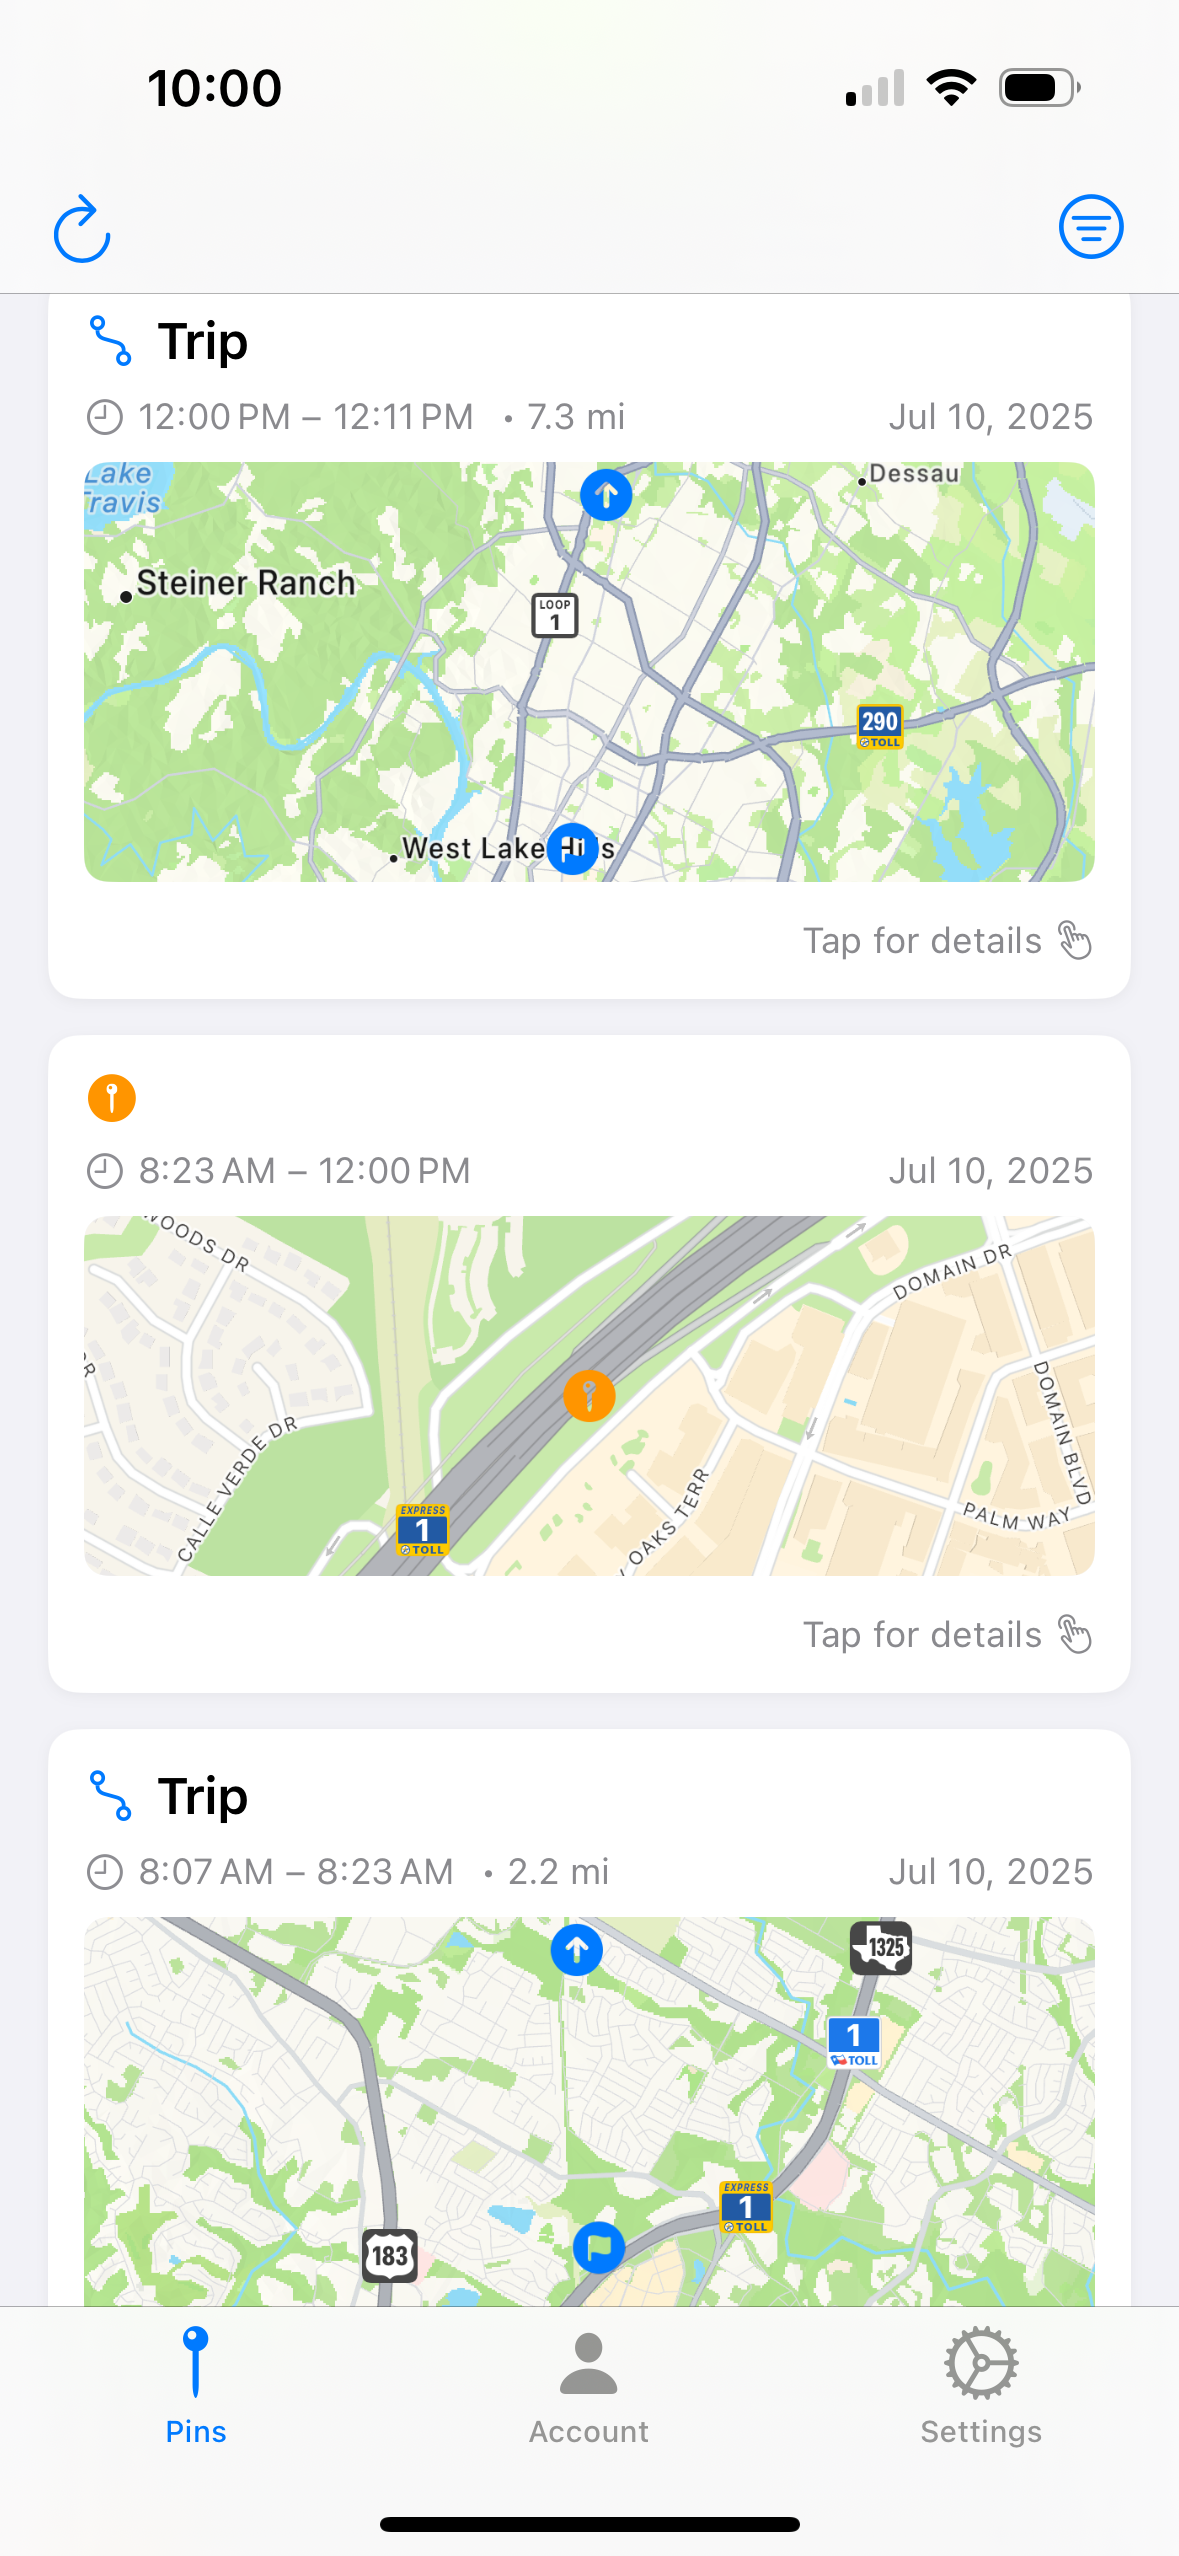 10:00
Trip
12:00 PM – 12:11 PM • 7.3 mi Jul 10, 2025
Lake
Travis
Dessau
Steiner Ranch
LOOP
1
290
TOLL
West Lake Hills
Tap for details
8:23 AM – 12:00 PM Jul 10, 2025
WOODS DR
DOMAIN DR
DR
DOMAIN BLVD
CALLE VERDE DR
OAKS TERR
PALM WAY
EXPRESS
1
TOLL
Tap for details
Trip
8:07 AM – 8:23 AM • 2.2 mi Jul 10, 2025
1325
1
TOLL
EXPRESS
1
TOLL
183
Pins Account Settings